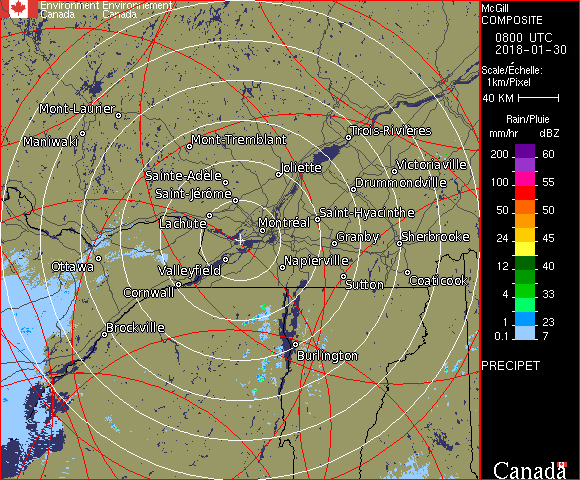 Environment Environnement
Canada Canada
McGill
COMPOSITE
0800 UTC
2018-01-30
Scale/Échelle:
1km/Pixel
40 KM
Rain/Pluie
mm/hr dBZ
200 60
100 55
50 50
24 45
12 40
4 33
1 23
0.1 7
PRECIPET
Canada
Mont-Laurier
Maniwaki
Mont-Tremblant
Trois-Rivières
Joliette
Victoriaville
Sainte-Adèle
Drummondville
Saint-Jérôme
Lachute
Montréal
Saint-Hyacinthe
Granby
Sherbrooke
Ottawa
Valleyfield
Napierville
Cornwall
Sutton
Coaticook
Brockville
Burlington